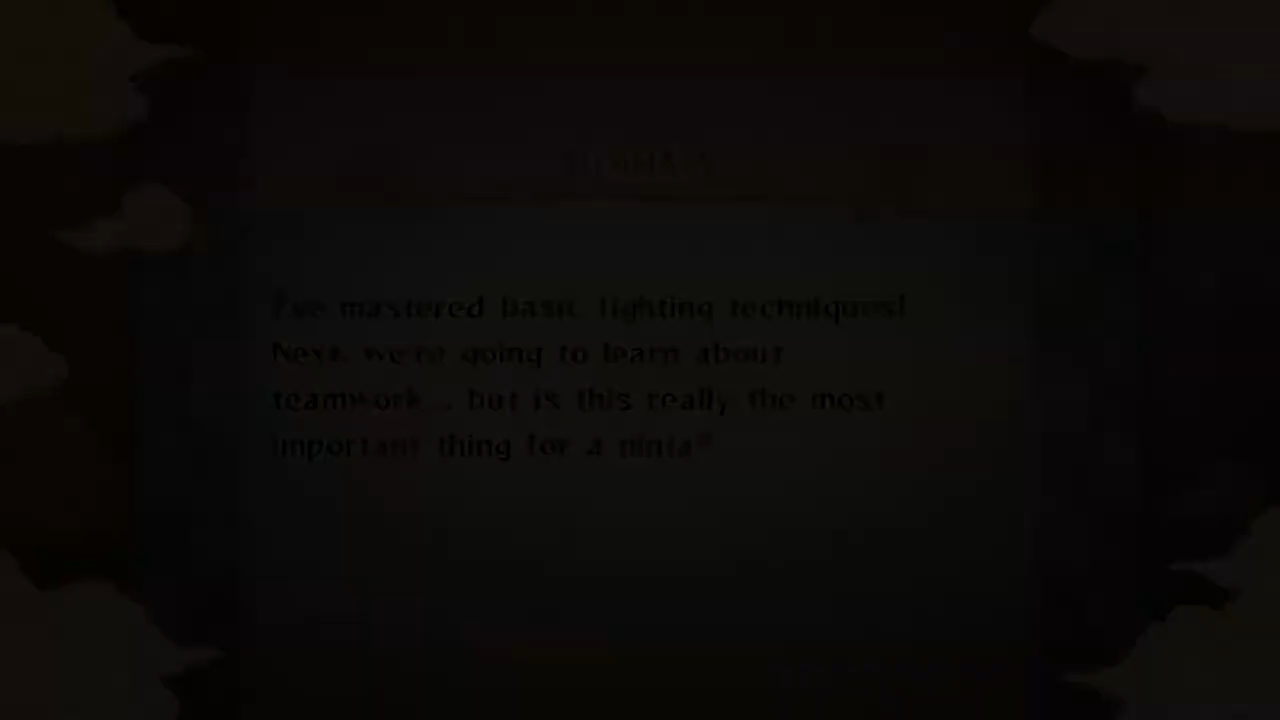 I've mastered basic fighting techniques!
Next, we're going to learn about
teamwork... but is this really the most
important thing for a ninja?